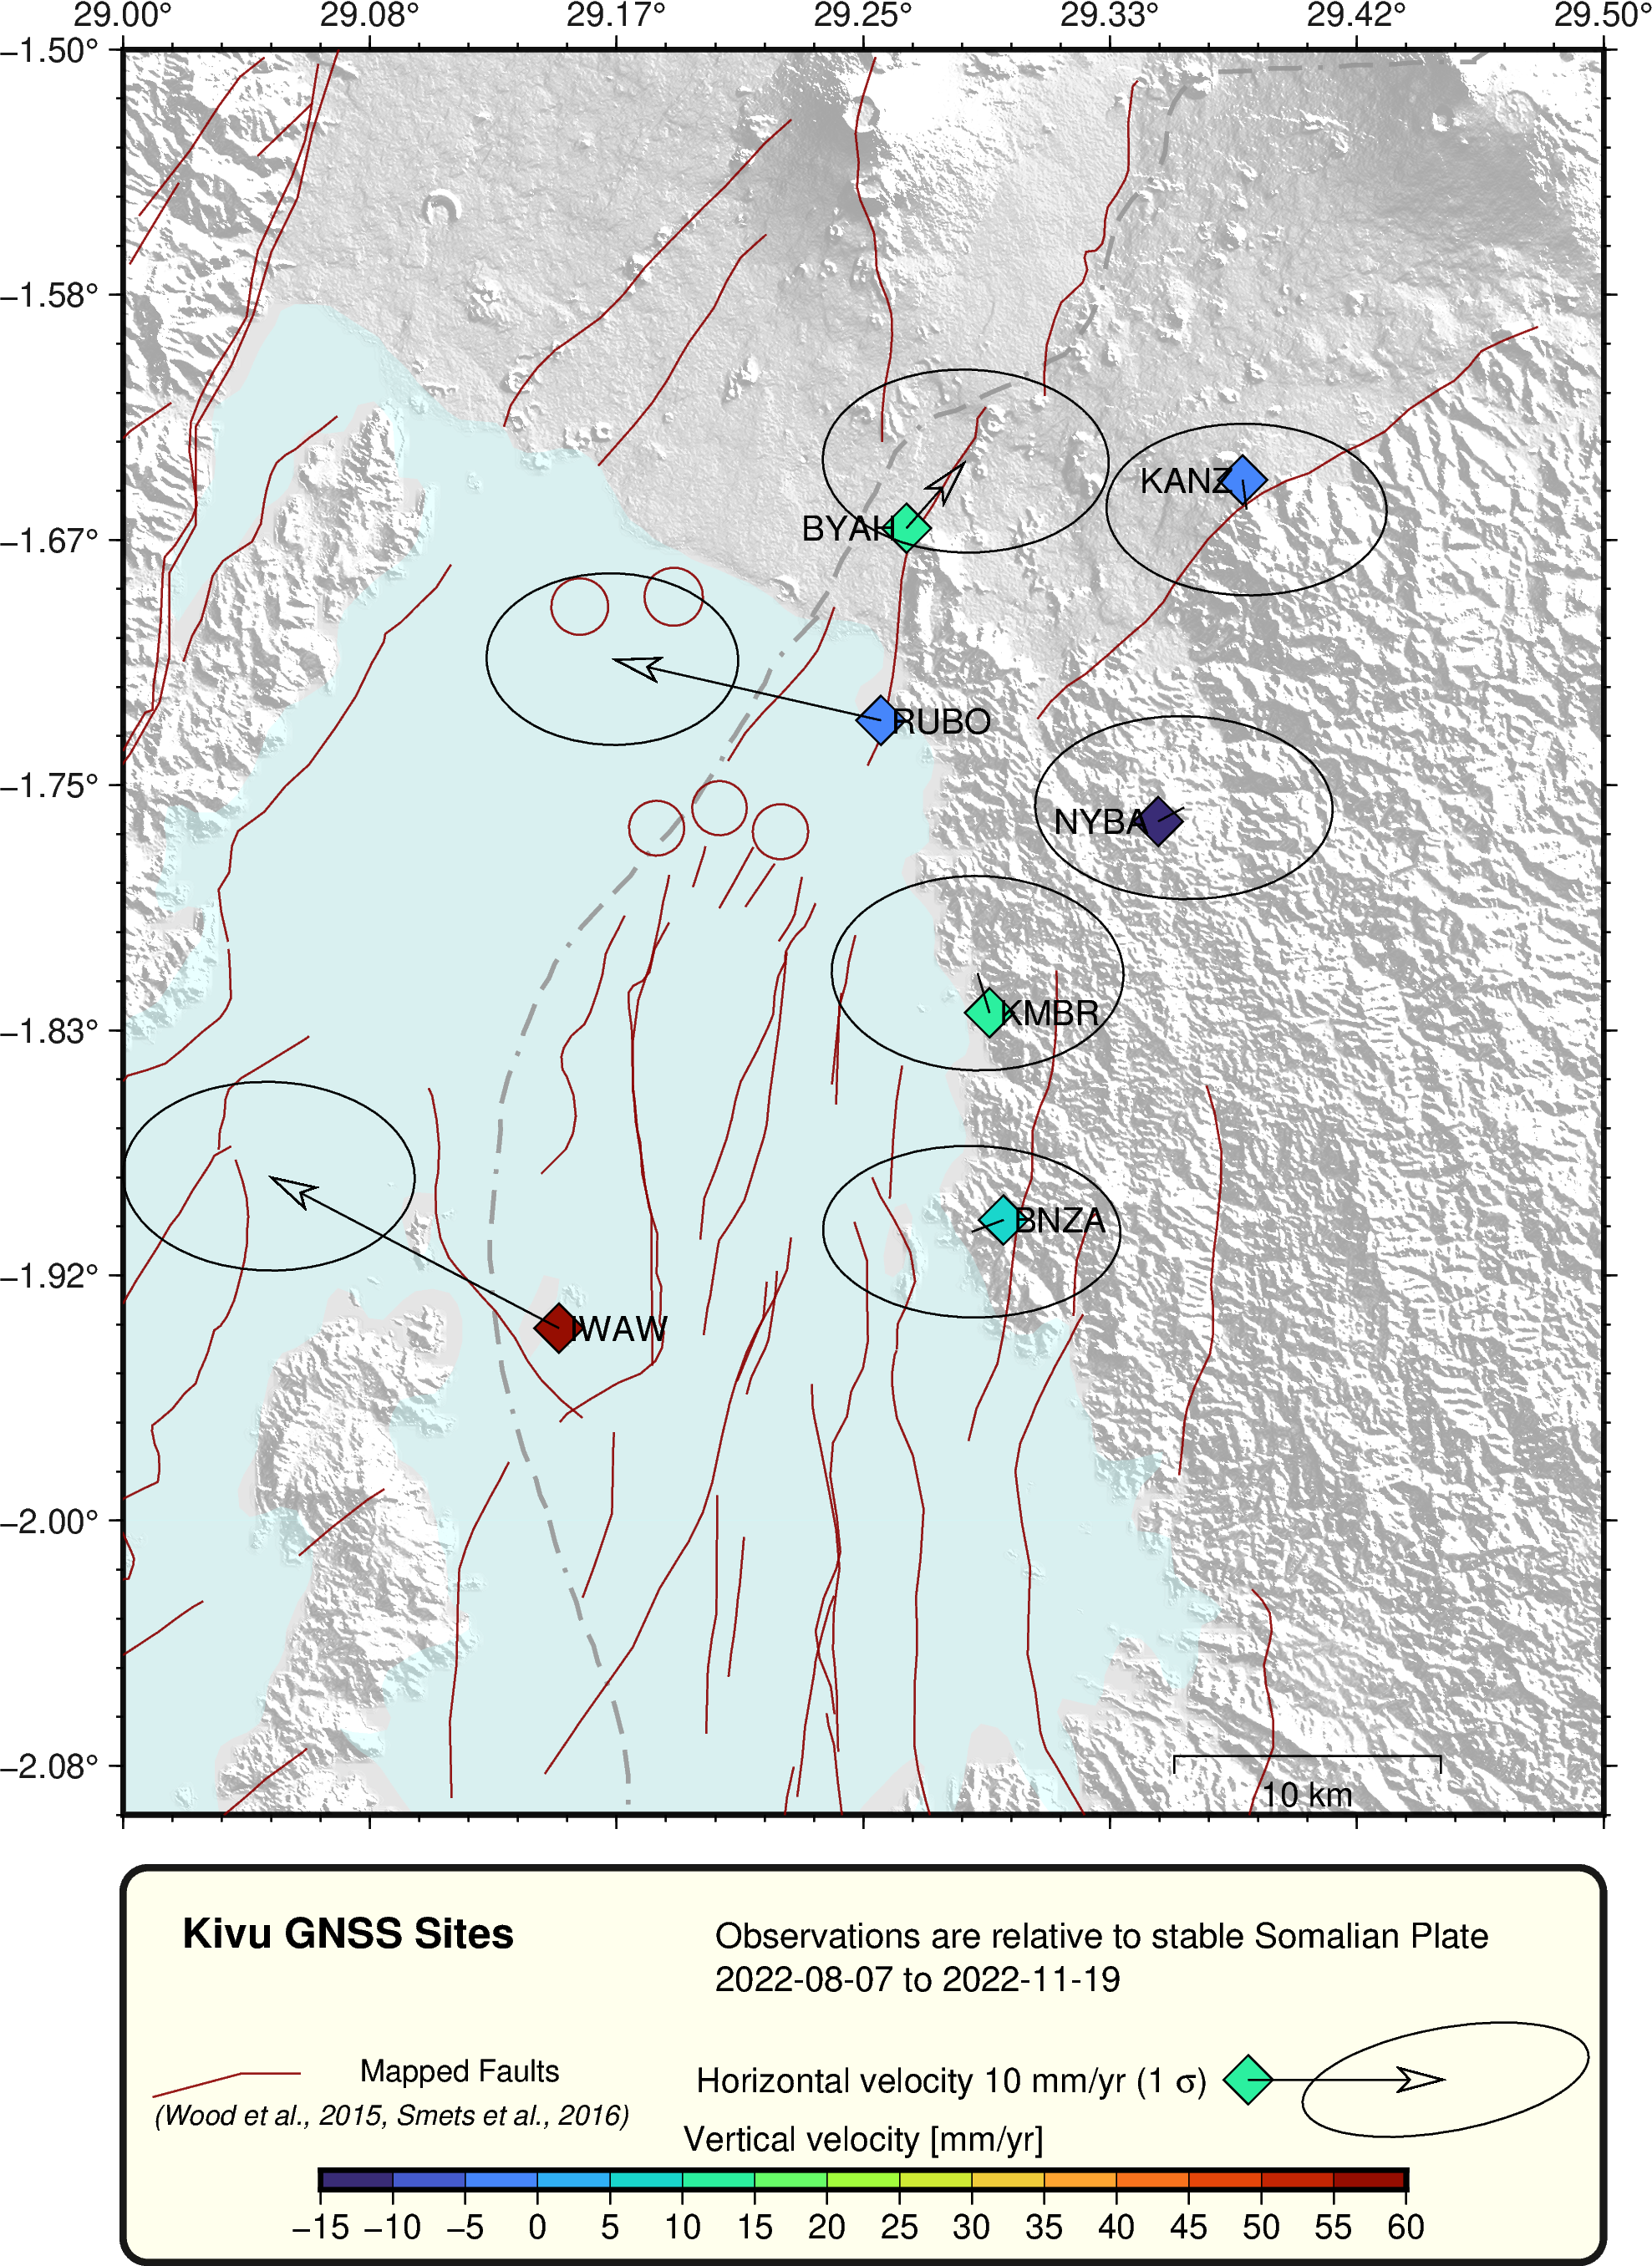 29.00° 29.08° 29.17° 29.25° 29.33° 29.42° 29.50°
−1.50°
−1.58°
KANZ
BYAH
−1.67°
RUBO
−1.75°
NYBA
KMBR
−1.83°
BNZA
−1.92°
IWAW
−2.00°
−2.08°
10 km
Kivu GNSS Sites
Observations are relative to stable Somalian Plate
2022-08-07 to 2022-11-19
Mapped Faults
(Wood et al., 2015, Smets et al., 2016)
Horizontal velocity 10 mm/yr (1 σ)
Vertical velocity [mm/yr]
−15 −10 −5 0 5 10 15 20 25 30 35 40 45 50 55 60